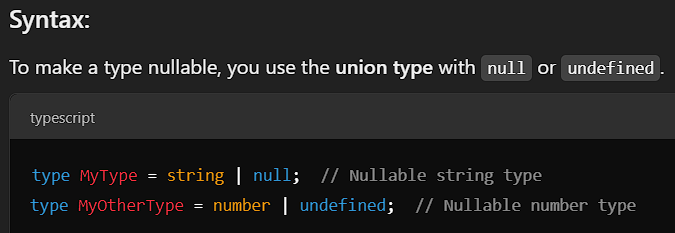 Syntax:
To make a type nullable, you use the union type with null or undefined.
typescript
type MyType = string | null;  // Nullable string type
type MyOtherType = number | undefined;  // Nullable number type